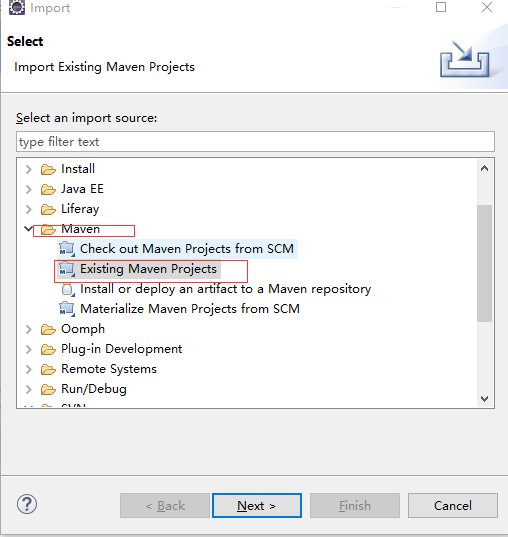 Import
Select
Import Existing Maven Projects
Select an import source:
type filter text
Install
Java EE
Liferay
Maven
Check out Maven Projects from SCM
Existing Maven Projects
Install or deploy an artifact to a Maven repository
Materialize Maven Projects from SCM
Oomph
Plug-in Development
Remote Systems
Run/Debug
SVN
?
< Back
Next >
Finish
Cancel